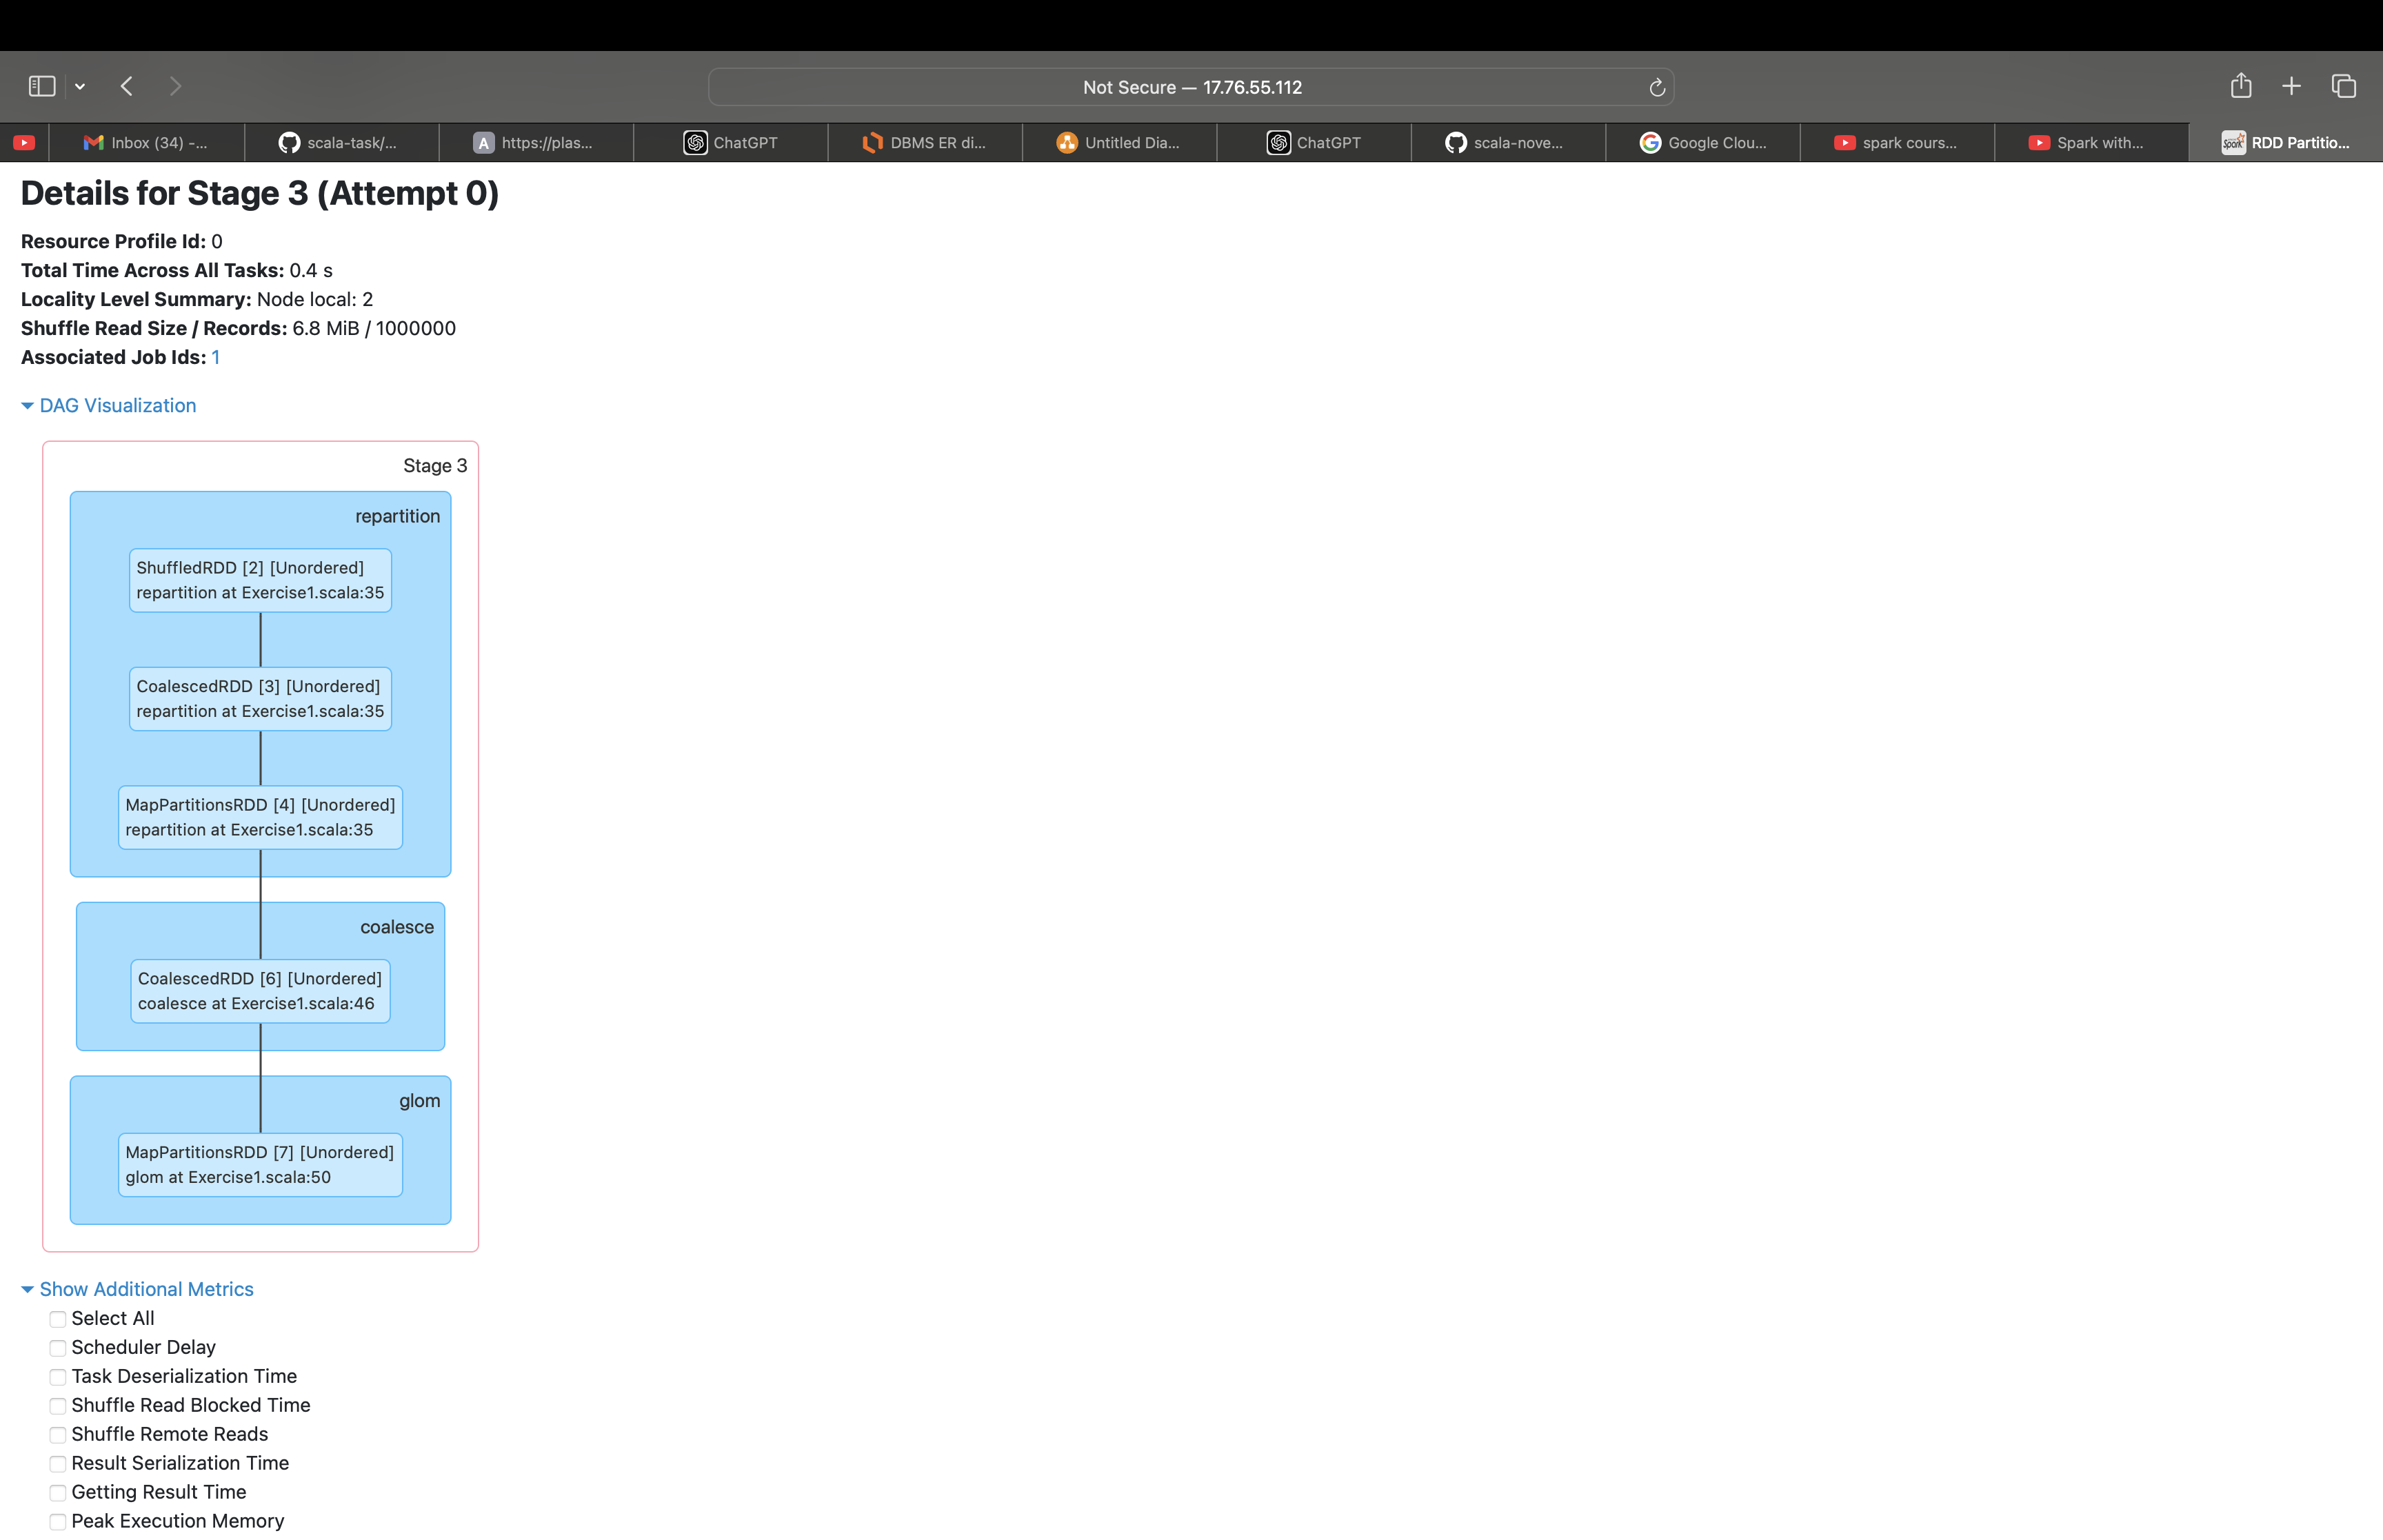 Not Secure — 17.76.55.112
Inbox (34) -...
scala-task/...
A https://plas...
ChatGPT
DBMS ER di...
Untitled Dia...
ChatGPT
scala-nove...
Google Clou...
spark cours...
Spark with...
Spark RDD Partitio...
Details for Stage 3 (Attempt 0)
Resource Profile Id: 0
Total Time Across All Tasks: 0.4 s
Locality Level Summary: Node local: 2
Shuffle Read Size / Records: 6.8 MiB / 1000000
Associated Job Ids: 1
DAG Visualization
Stage 3
repartition
ShuffledRDD [2] [Unordered]
repartition at Exercise1.scala:35
CoalescedRDD [3] [Unordered]
repartition at Exercise1.scala:35
MapPartitionsRDD [4] [Unordered]
repartition at Exercise1.scala:35
coalesce
CoalescedRDD [6] [Unordered]
coalesce at Exercise1.scala:46
glom
MapPartitionsRDD [7] [Unordered]
glom at Exercise1.scala:50
Show Additional Metrics
Select All
Scheduler Delay
Task Deserialization Time
Shuffle Read Blocked Time
Shuffle Remote Reads
Result Serialization Time
Getting Result Time
Peak Execution Memory